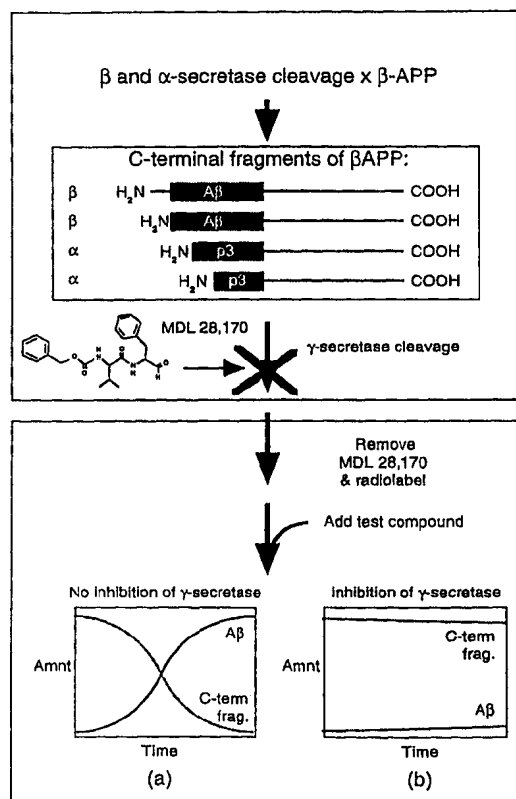 β and α-secretase cleavage x β-APP
C-terminal fragments of βAPP:
β H₂N Aβ COOH
β H₂N Aβ COOH
α H₂N p3 COOH
α H₂N p3 COOH
MDL 28,170
γ-secretase cleavage
O N H O N H O H
Remove
MDL 28,170
& radiolabel
Add test compound
No inhibition of γ-secretase
Amnt
Aβ
C-term
frag.
Time
(a)
Inhibition of γ-secretase
Amnt
C-term
frag.
Aβ
Time
(b)